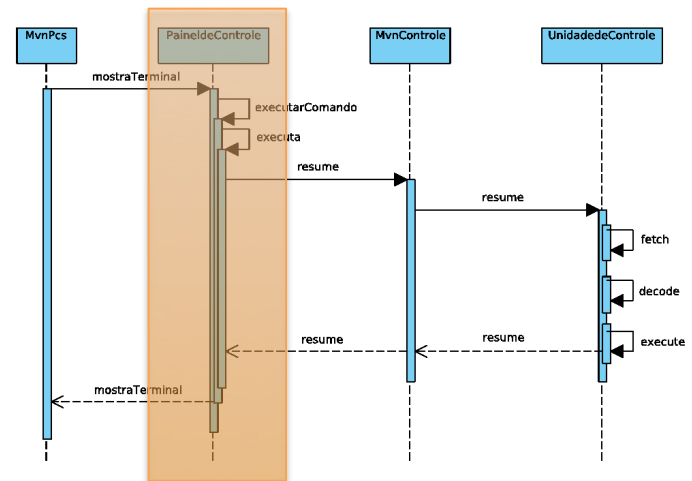 MvnPcs
PaineldeControle
MvnControle
UnidadedeControle
mostraTerminal
executarComando
executa
resume
resume
fetch
decode
execute
resume
resume
mostraTerminal